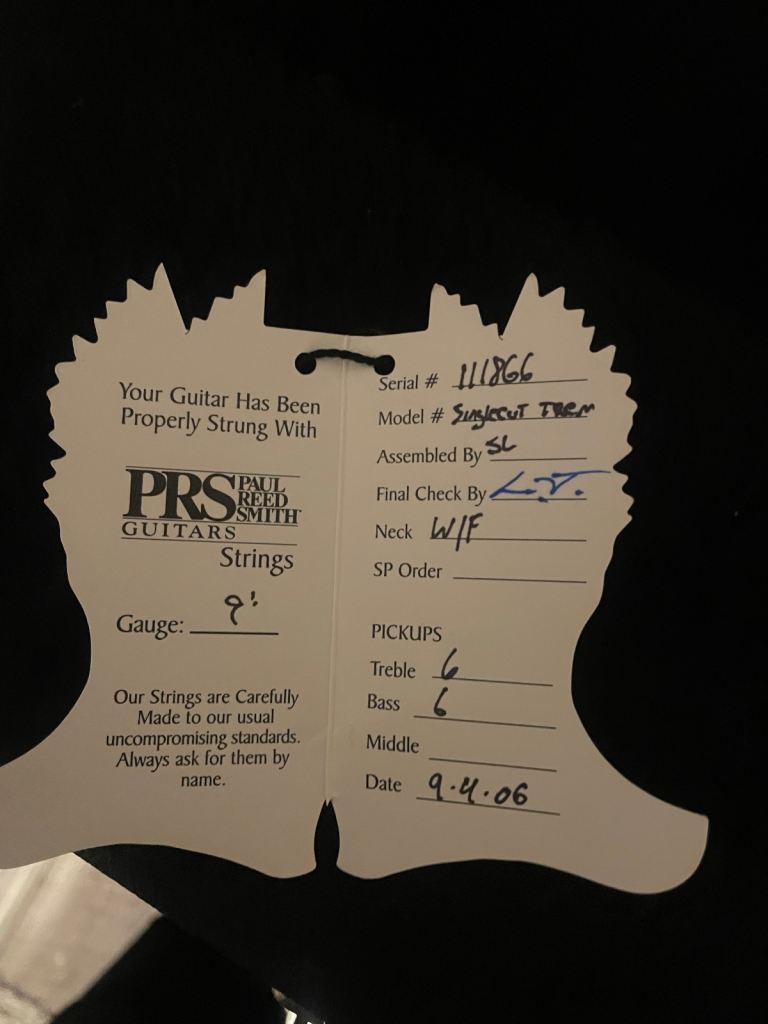 Your Guitar Has Been
Properly Strung With
PRS PAUL
REED
SMITH
GUITARS
Strings
Gauge: 9'
Our Strings are Carefully
Made to our usual
uncompromising standards.
Always ask for them by
name.
Serial # 111866
Model # Singlecut Trem
Assembled By SL
Final Check By L.J.
Neck W/F
SP Order
PICKUPS
Treble 6
Bass 6
Middle
Date 9.4.06